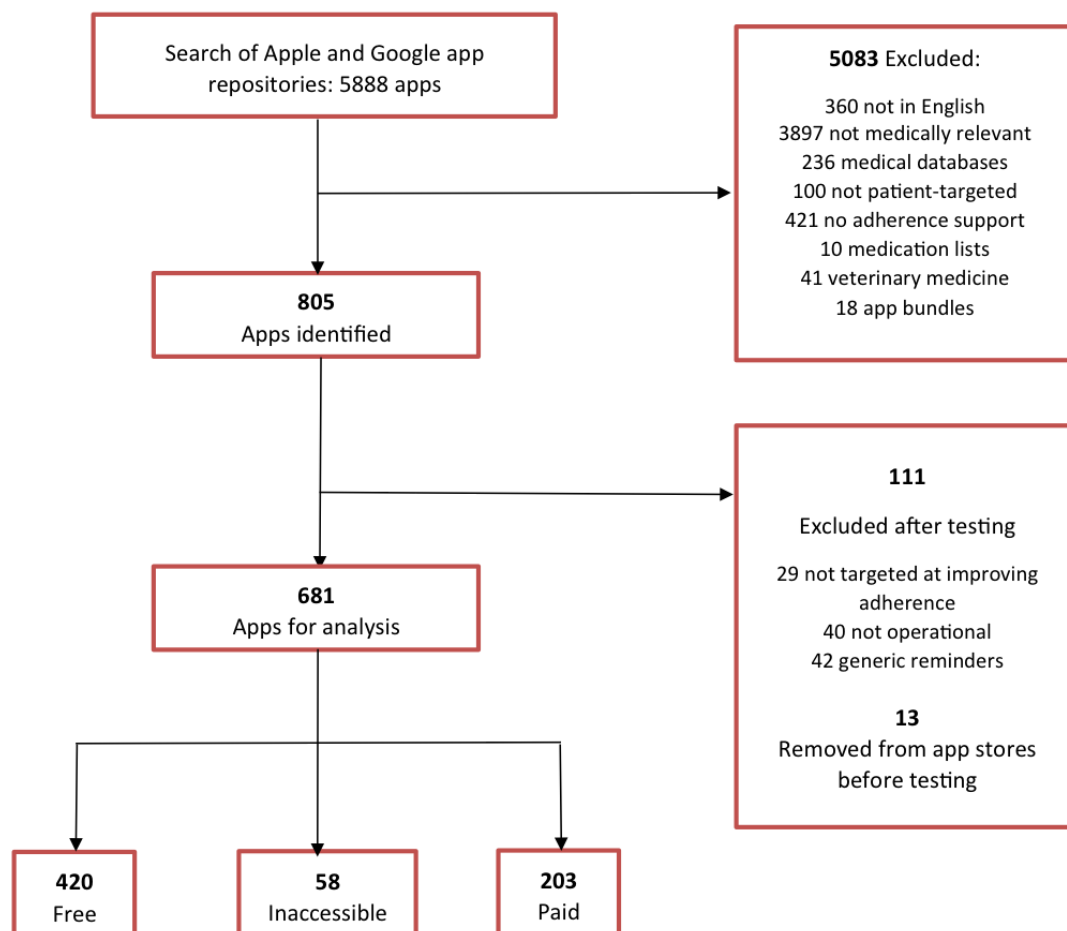 Search of Apple and Google app
repositories: 5888 apps
5083 Excluded:
360 not in English
3897 not medically relevant
236 medical databases
100 not patient-targeted
421 no adherence support
10 medication lists
41 veterinary medicine
18 app bundles
805
Apps identified
111
Excluded after testing
29 not targeted at improving
adherence
40 not operational
42 generic reminders
13
Removed from app stores
before testing
681
Apps for analysis
420
Free
58
Inaccessible
203
Paid